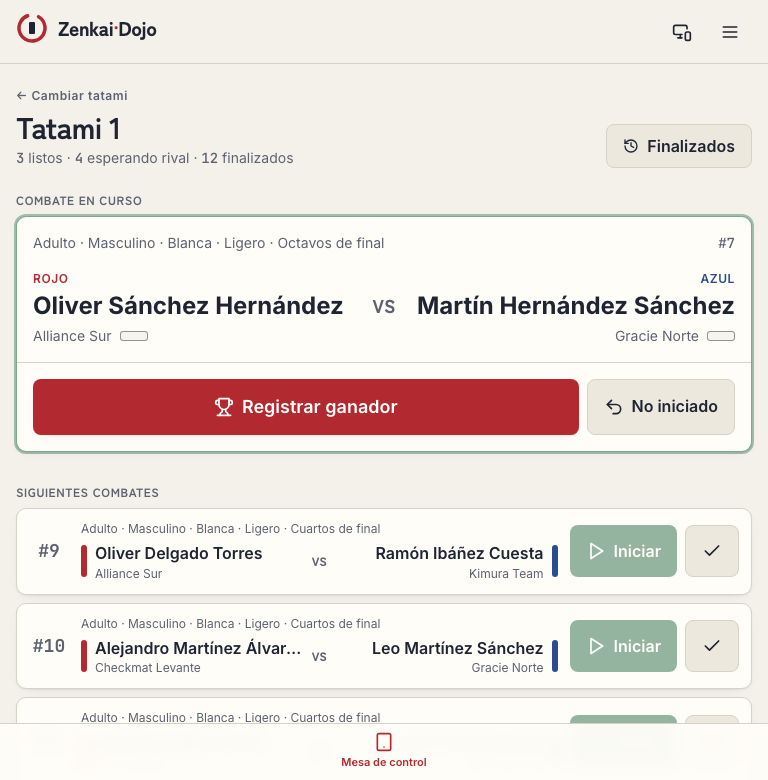 Zenkai·Dojo
← Cambiar tatami
Tatami 1
3 listos · 4 esperando rival · 12 finalizados
Finalizados
COMBATE EN CURSO
Adulto · Masculino · Blanca · Ligero · Octavos de final
#7
ROJO
AZUL
Oliver Sánchez Hernández
VS
Martín Hernández Sánchez
Alliance Sur
Gracie Norte
Registrar ganador
No iniciado
SIGUIENTES COMBATES
Adulto · Masculino · Blanca · Ligero · Cuartos de final
#9
Oliver Delgado Torres
VS
Ramón Ibáñez Cuesta
Alliance Sur
Kimura Team
Iniciar
Adulto · Masculino · Blanca · Ligero · Cuartos de final
#10
Alejandro Martínez Álvar...
VS
Leo Martínez Sánchez
Checkmat Levante
Gracie Norte
Iniciar
Adulto · Masculino · Blanca · Ligero · Cuartos de final
Mesa de control